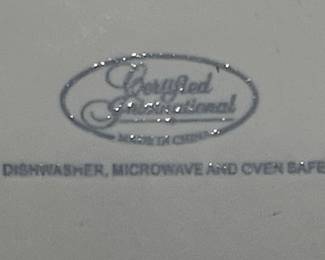 Certified
International
MADE IN CHINA
DISHWASHER, MICROWAVE AND OVEN SAFE